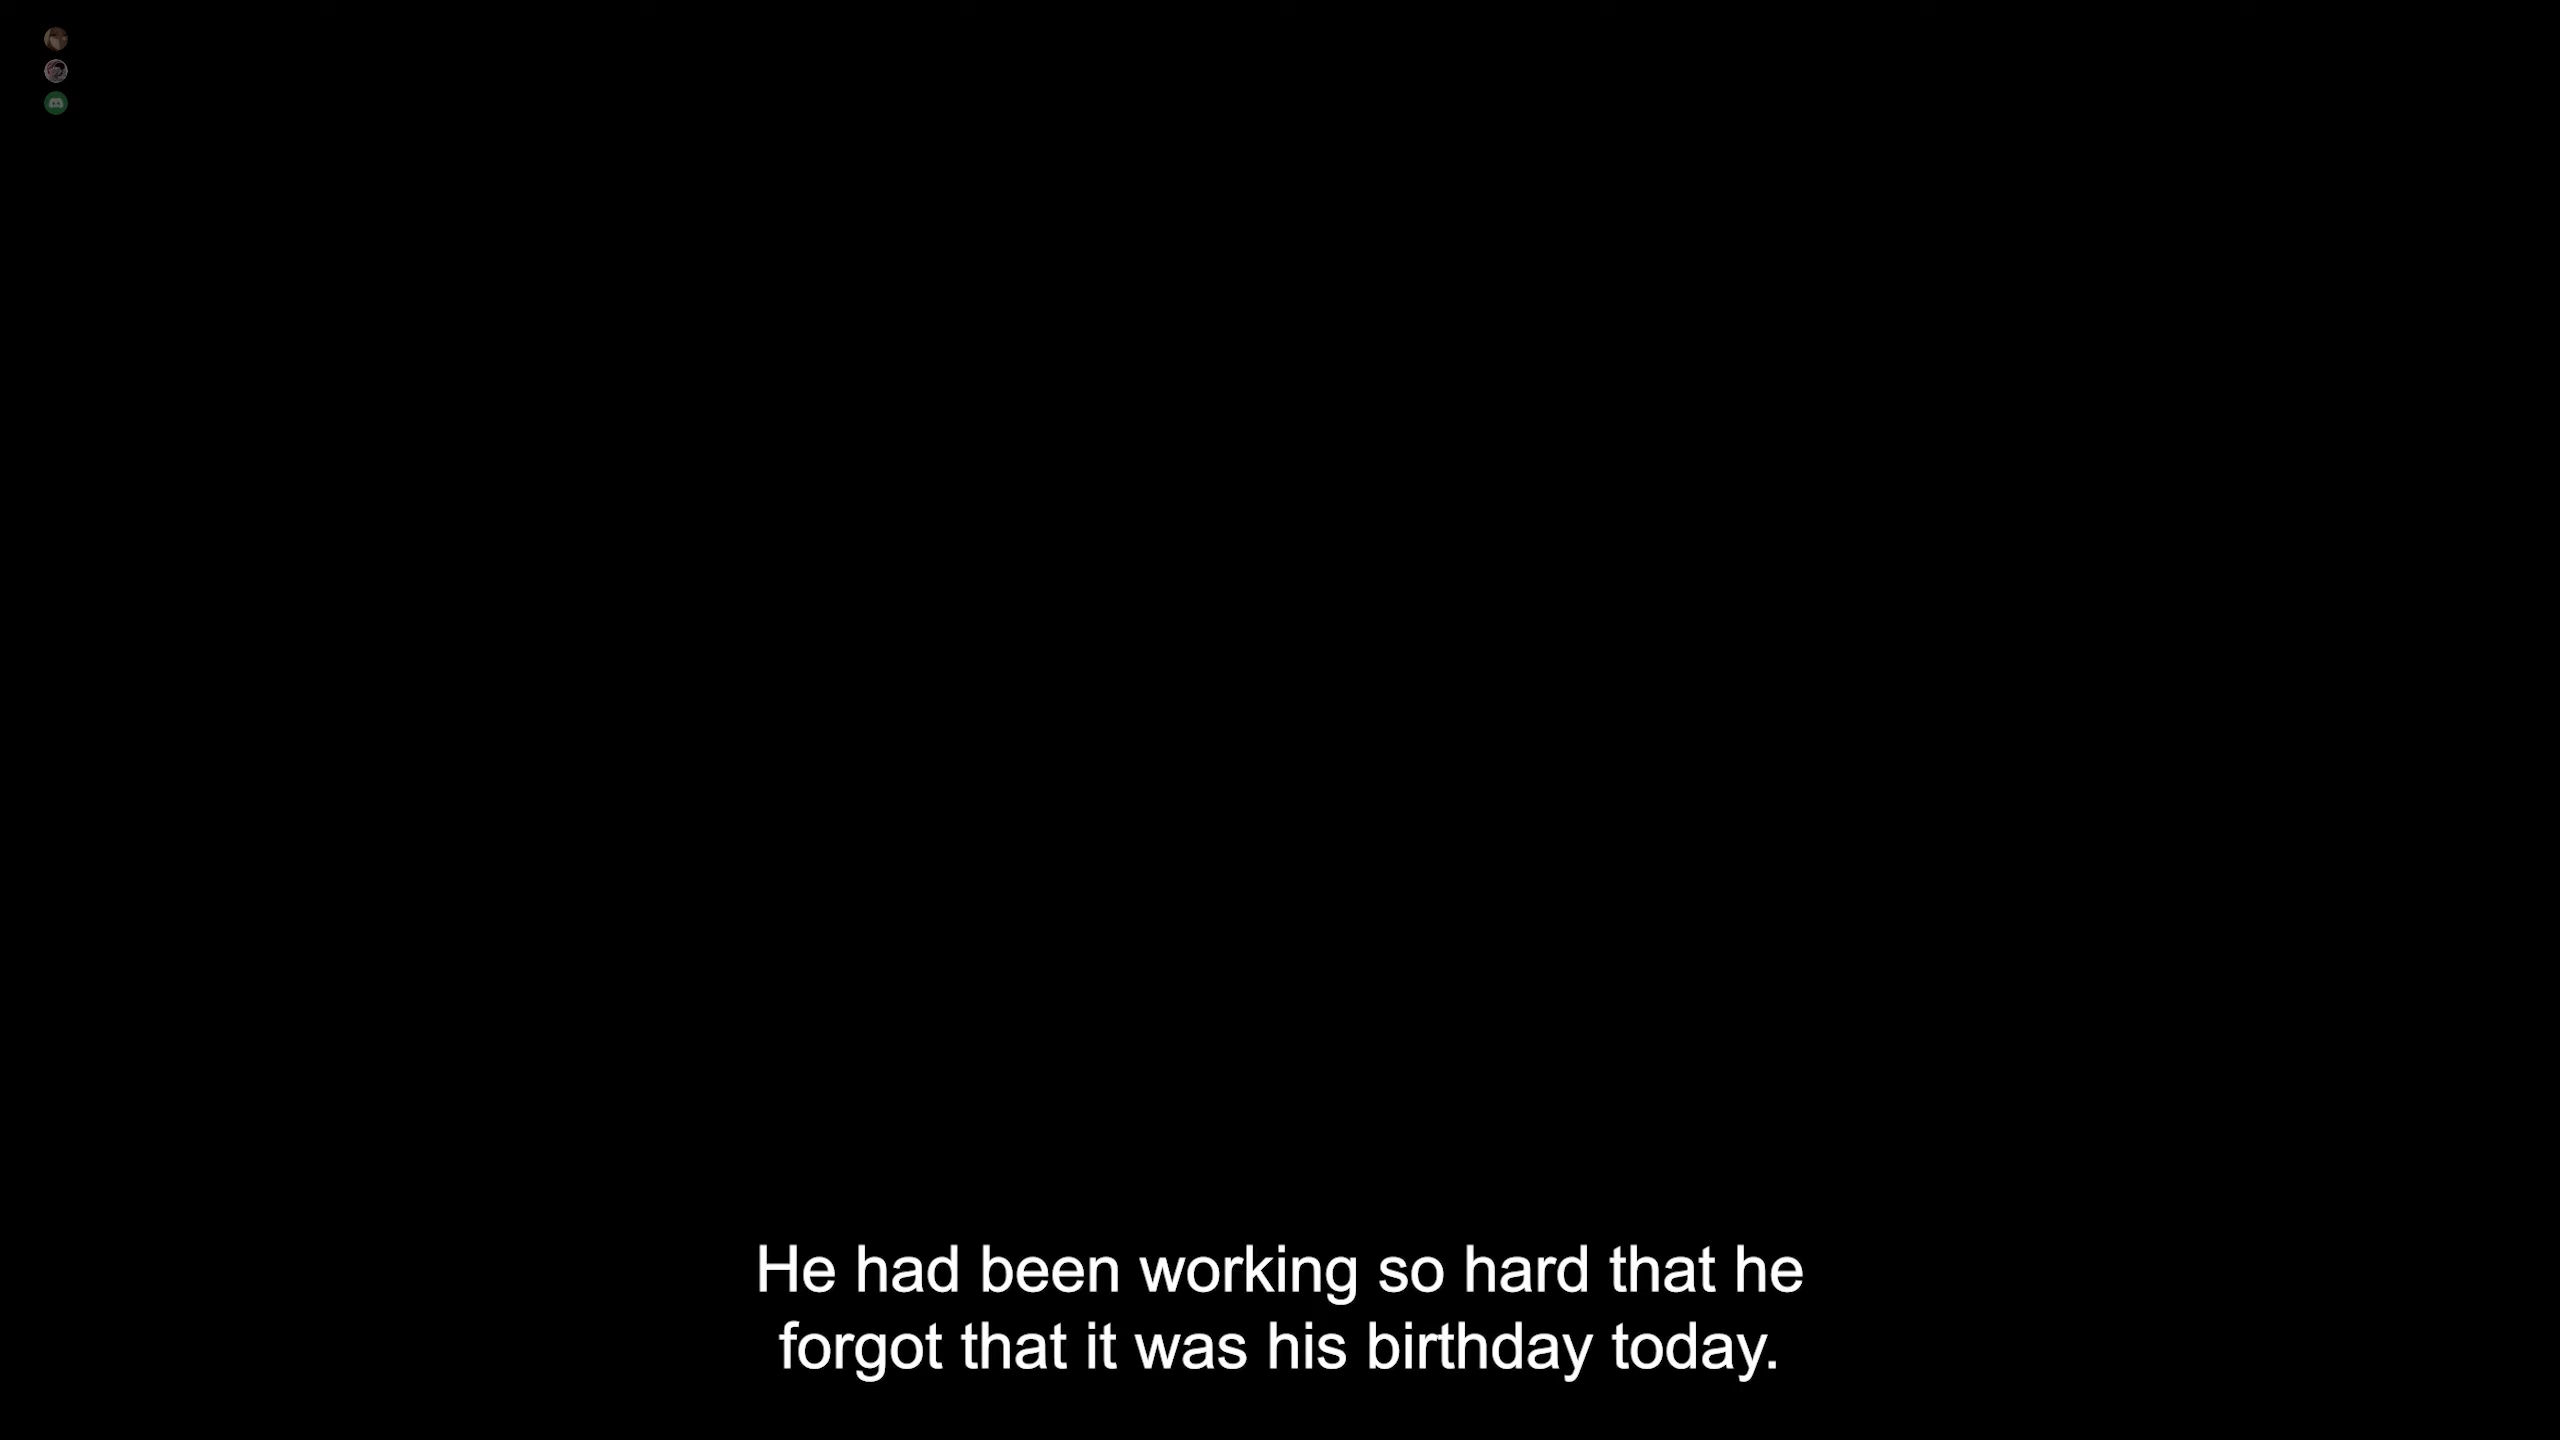 He had been working so hard that he
forgot that it was his birthday today.